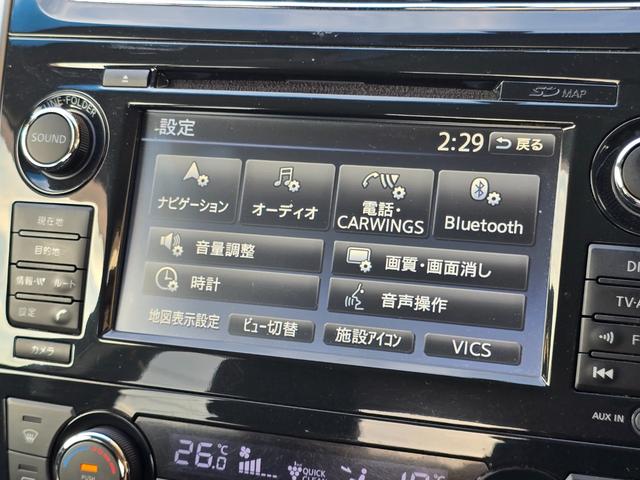 SD MAP
TUNE·FOLDER
SOUND
設定
2:29 戻る
ナビゲーション
オーディオ
電話・CARWINGS
Bluetooth
音量調整
画質・画面消し
時計
音声操作
地図表示設定
ビュー切替
施設アイコン
VICS
現在地
目的地
情報・
ルート
設定
カメラ
TV-A
AUX IN
26.0℃
QUICK CLEAN
PUSH